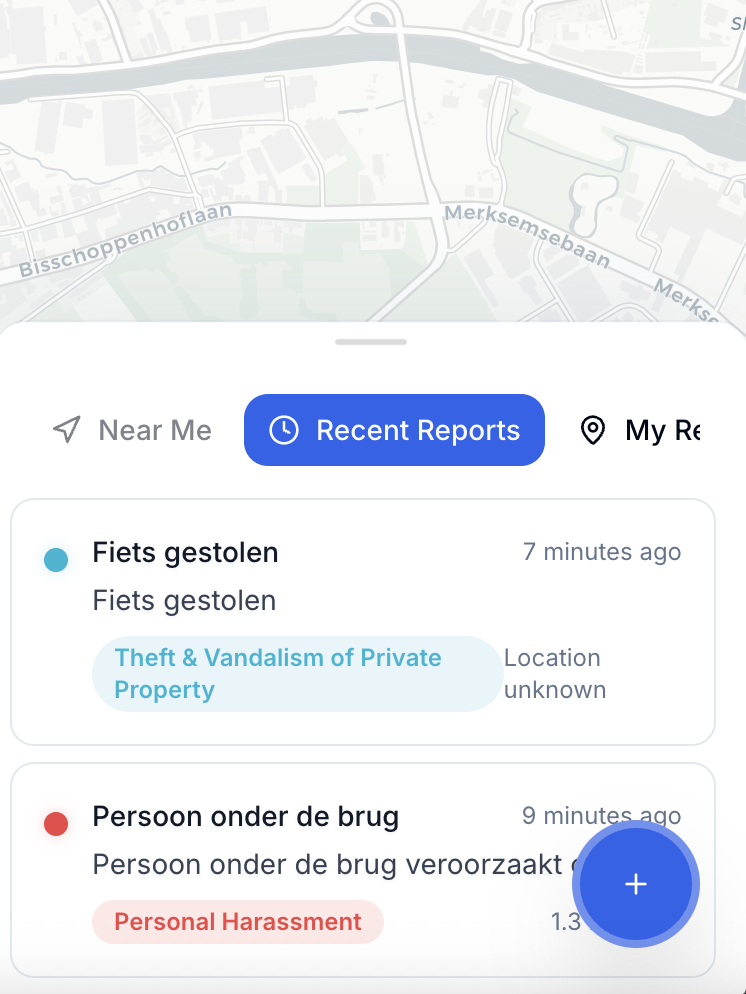 Bisschoppenhoflaan
Merksemsebaan
Near Me
Recent Reports
My Re
Fiets gestolen
7 minutes ago
Fiets gestolen
Theft & Vandalism of Private
Property
Location
unknown
Persoon onder de brug
9 minutes ago
Persoon onder de brug veroorzaakt
Personal Harassment
1.3